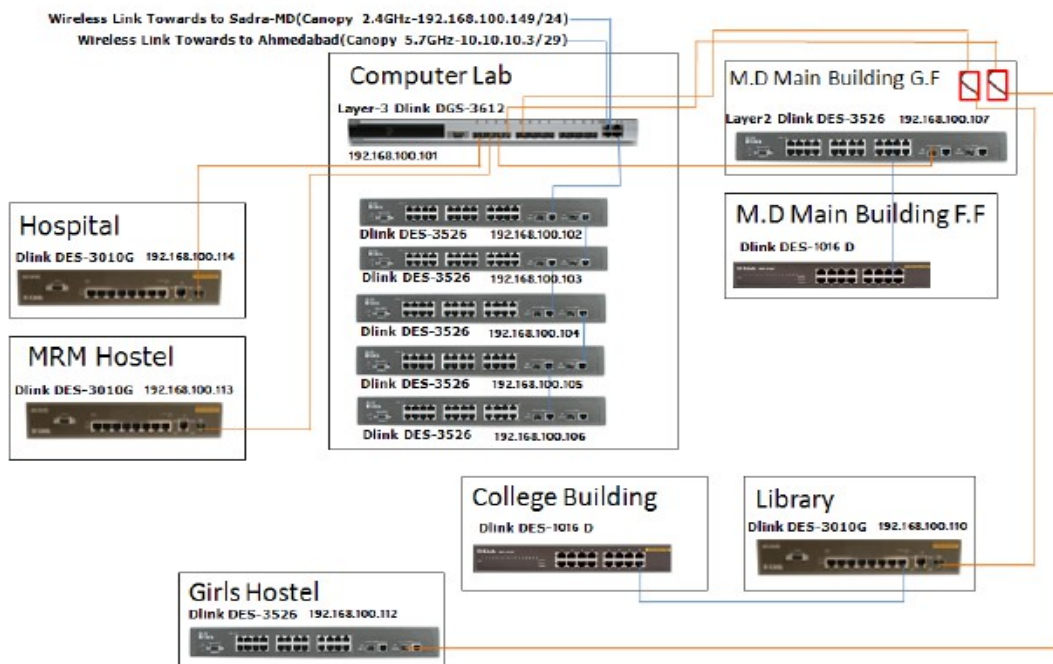 Wireless Link Towards to Sadra-MD(Canopy 2.4GHz-192.168.100.149/24)
Wireless Link Towards to Ahmedabad(Canopy 5.7GHz-10.10.10.3/29)
Computer Lab
Layer-3 Dlink DGS-3612
192.168.100.101
Dlink DES-3526 192.168.100.102
Dlink DES-3526 192.168.100.103
Dlink DES-3526 192.168.100.104
Dlink DES-3526 192.168.100.105
Dlink DES-3526 192.168.100.106
M.D Main Building G.F
Layer2 Dlink DES-3526 192.168.100.107
M.D Main Building F.F
Dlink DES-1016 D
Hospital
Dlink DES-3010G 192.168.100.114
MRM Hostel
Dlink DES-3010G 192.168.100.113
College Building
Dlink DES-1016 D
Library
Dlink DES-3010G 192.168.100.110
Girls Hostel
Dlink DES-3526 192.168.100.112